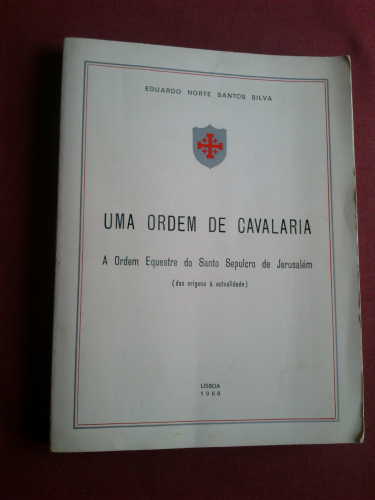 EDUARDO NORTE SANTOS SILVA
UMA ORDEM DE CAVALARIA
A Ordem Equestre do Santo Sepulcro de Jerusalém
(das origens à actualidade)
LISBOA
1988